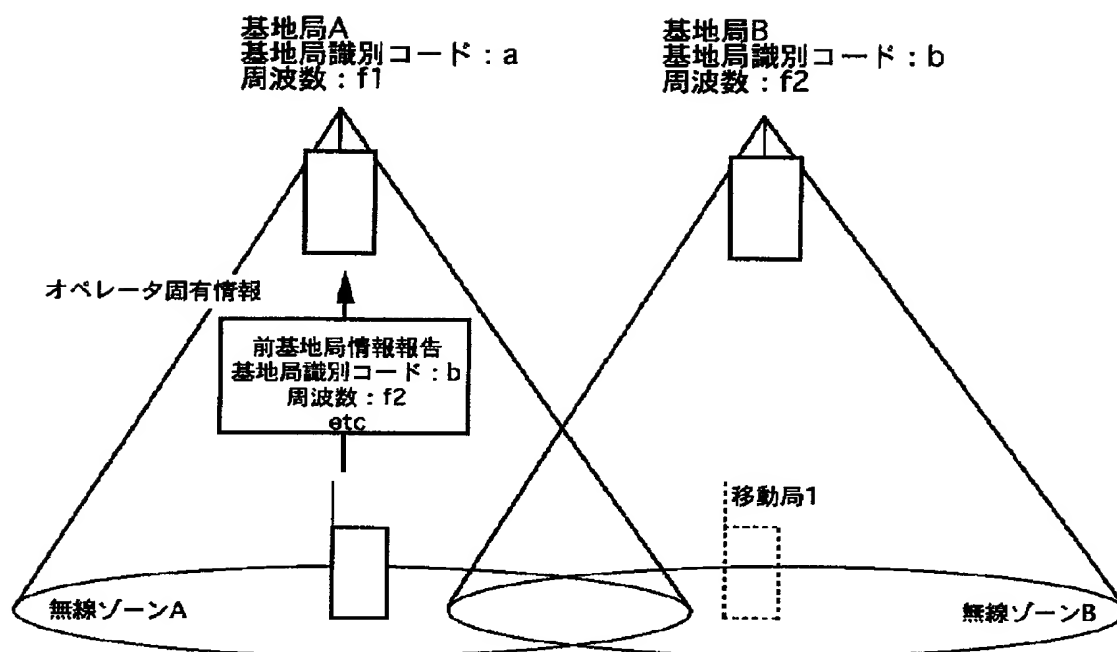 基地局A
基地局識別コード：a
周波数：f1
基地局B
基地局識別コード：b
周波数：f2
オペレータ固有情報
前基地局情報報告
基地局識別コード：b
周波数：f2
etc
移動局1
無線ゾーンA
無線ゾーンB